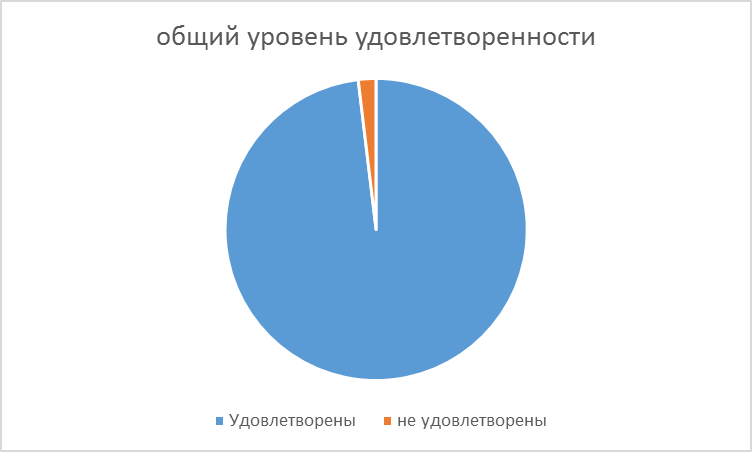 общий уровень удовлетворенности
Удовлетворены не удовлетворены